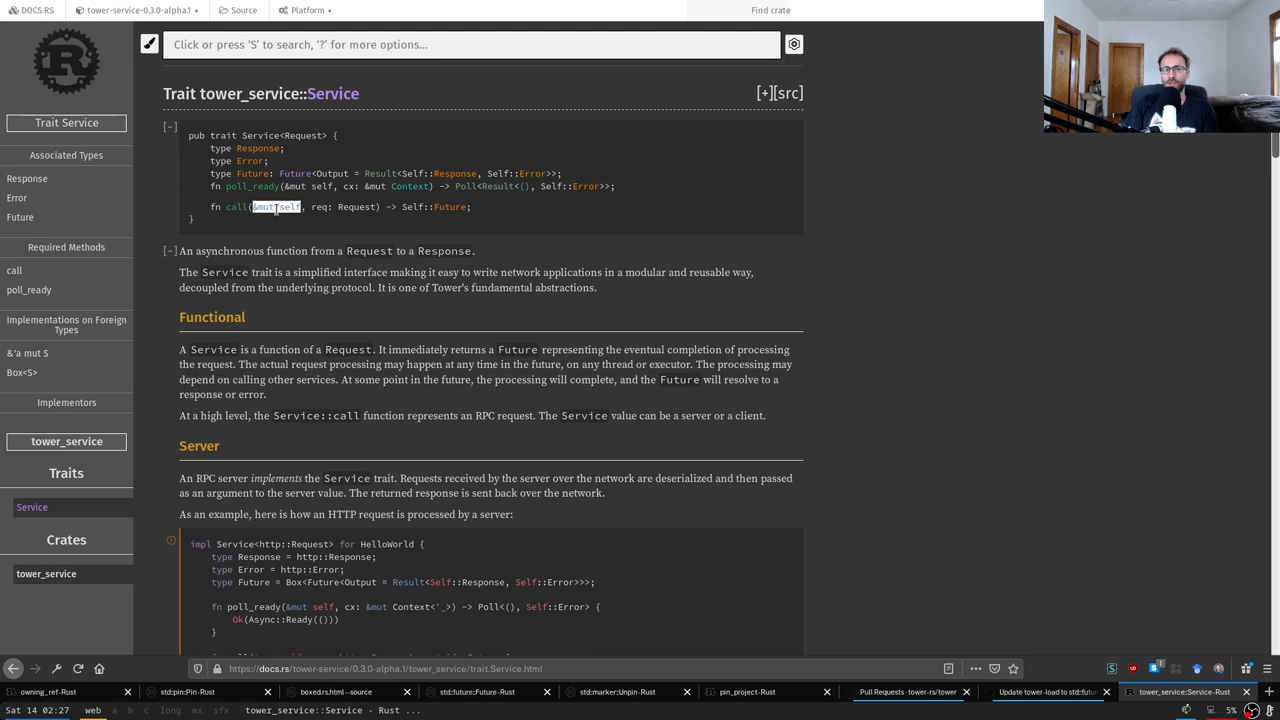 DOCS.RS
tower-service-0.3.0-alpha.1
Source
Platform
Find crate
Click or press ‘S’ to search, ‘?’ for more options…
Trait Service
Associated Types
Response
Error
Future
Required Methods
call
poll_ready
Implementations on Foreign
Types
&'a mut S
Box<S>
Implementors
tower_service
Traits
Service
Crates
tower_service
Trait tower_service::Service
[+][src]
[-]
pub trait Service<Request> {
type Response;
type Error;
type Future: Future<Output = Result<Self::Response, Self::Error>>;
fn poll_ready(&mut self, cx: &mut Context) -> Poll<Result<(), Self::Error>>;
fn call(&mut self, req: Request) -> Self::Future;
}
[-] An asynchronous function from a Request to a Response.
The Service trait is a simplified interface making it easy to write network applications in a modular and reusable way,
decoupled from the underlying protocol. It is one of Tower's fundamental abstractions.
Functional
A Service is a function of a Request. It immediately returns a Future representing the eventual completion of processing
the request. The actual request processing may happen at any time in the future, on any thread or executor. The processing may
depend on calling other services. At some point in the future, the processing will complete, and the Future will resolve to a
response or error.
At a high level, the Service::call function represents an RPC request. The Service value can be a server or a client.
Server
An RPC server implements the Service trait. Requests received by the server over the network are deserialized and then passed
as an argument to the server value. The returned response is sent back over the network.
As an example, here is how an HTTP request is processed by a server:
impl Service<http::Request> for HelloWorld {
type Response = http::Response;
type Error = http::Error;
type Future = Box<Future<Output = Result<Self::Response, Self::Error>>>;
fn poll_ready(&mut self, cx: &mut Context<'_>) -> Poll<(), Self::Error> {
Ok(Async::Ready(()))
}
https://docs.rs/tower-service/0.3.0-alpha.1/tower_service/trait.Service.html
owning_ref - Rust
std::pin::Pin - Rust
boxed.rs.html -- source
std::future::Future - Rust
std::marker::Unpin - Rust
pin_project - Rust
Pull Requests · tower-rs/tower
Update tower-load to std::futur
tower_service::Service - Rust
Sat 14 02:27
web
a
b
c
long
mx
sfx
tower_service::Service - Rust ...
5%